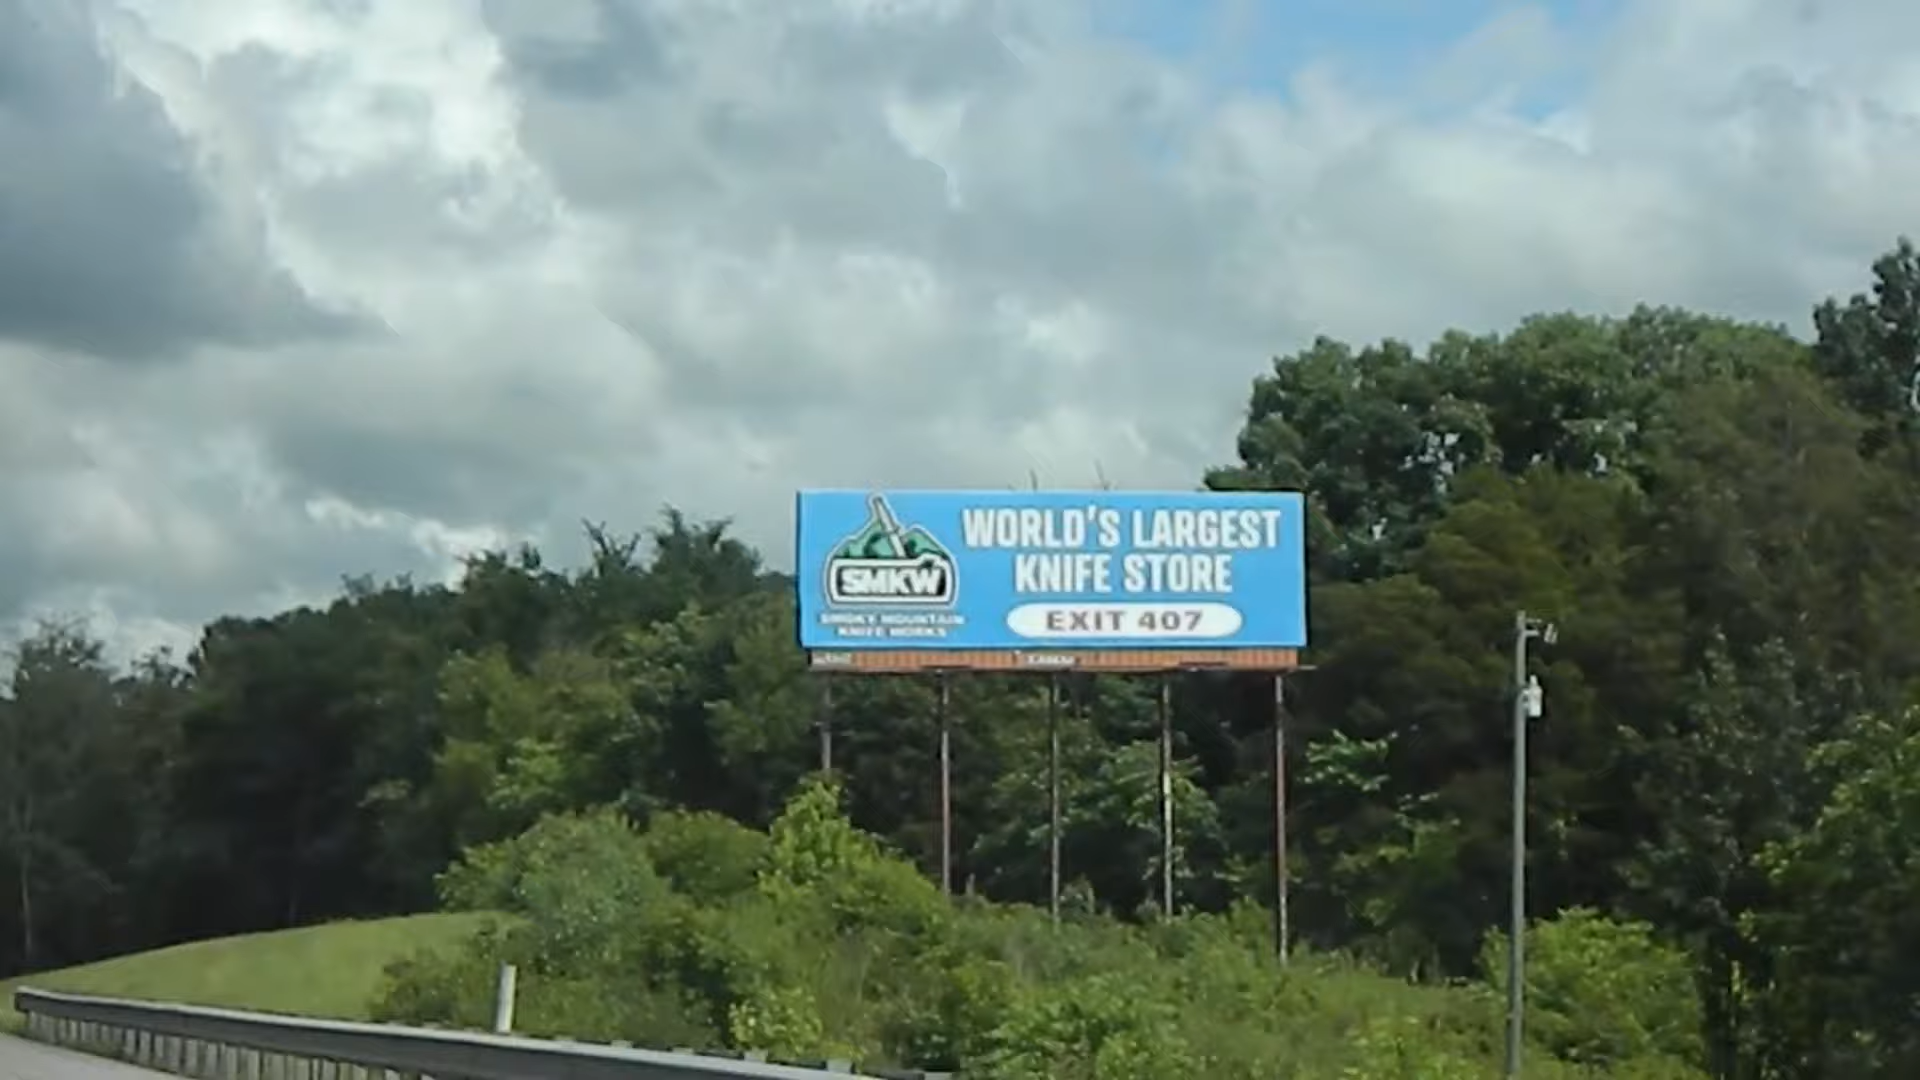 WORLD'S LARGEST
KNIFE STORE
EXIT 407
SMKW
SMOKY MOUNTAIN
KNIFE WORKS